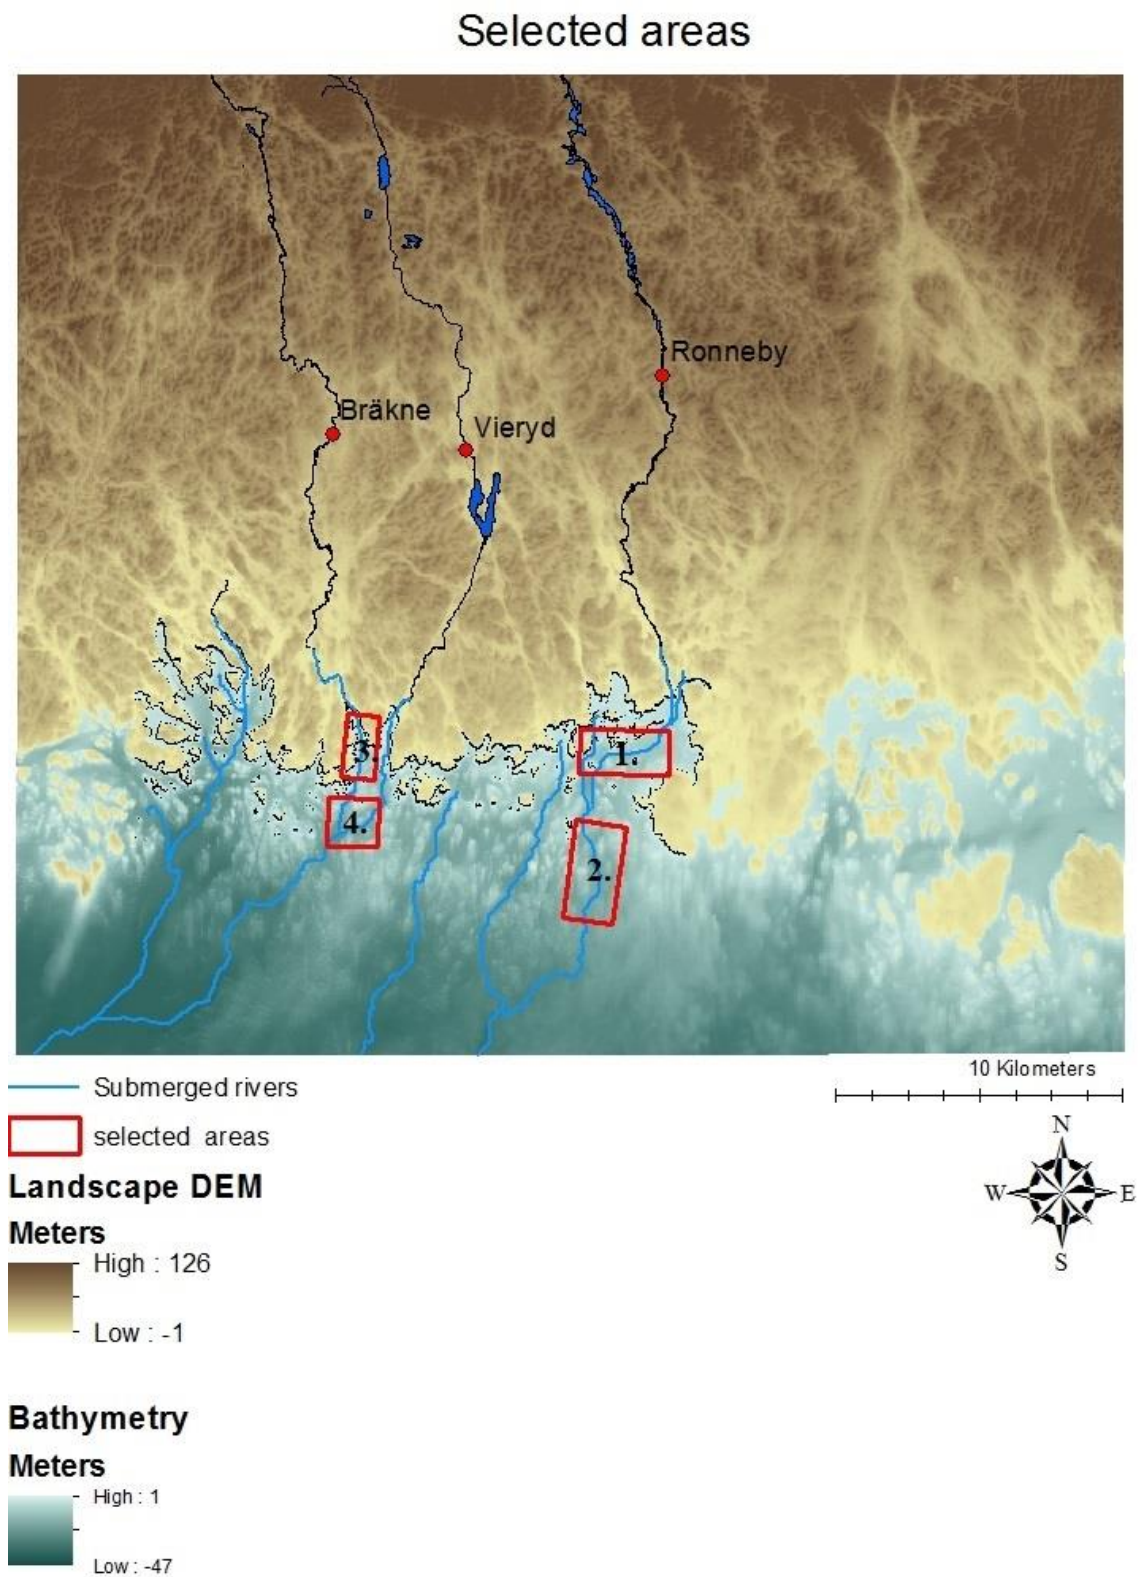 Selected areas
Ronneby
Bräkne
Vieryd
3.
1.
4.
2.
10 Kilometers
Submerged rivers
selected areas
N
W
E
S
Landscape DEM
Meters
High : 126
Low : -1
Bathymetry
Meters
High : 1
Low : -47